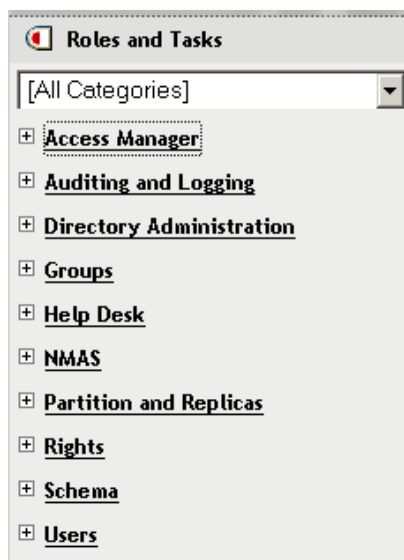 Roles and Tasks
[All Categories]
Access Manager
Auditing and Logging
Directory Administration
Groups
Help Desk
NMAS
Partition and Replicas
Rights
Schema
Users